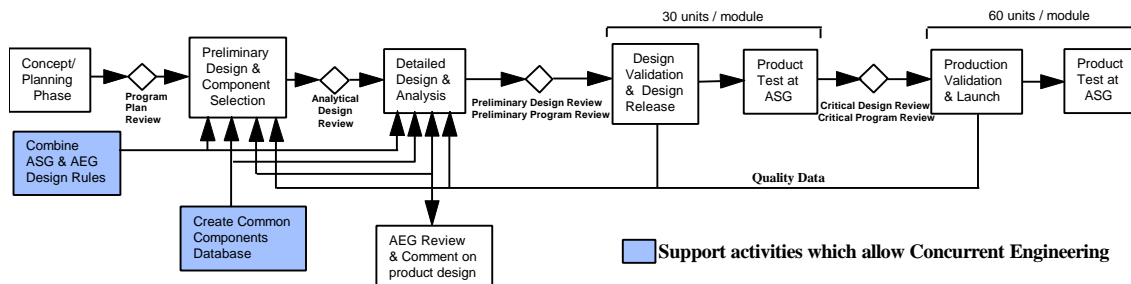 30 units / module
60 units / module
Concept/
Planning
Phase
Program
Plan
Review
Preliminary
Design &
Component
Selection
Analytical
Design
Review
Detailed
Design &
Analysis
Preliminary Design Review
Preliminary Program Review
Design
Validation
& Design
Release
Product
Test at
ASG
Critical Design Review
Critical Program Review
Production
Validation
& Launch
Product
Test at
ASG
Combine
ASG & AEG
Design Rules
Quality Data
Create Common
Components
Database
AEG Review
& Comment on
product design
Support activities which allow Concurrent Engineering